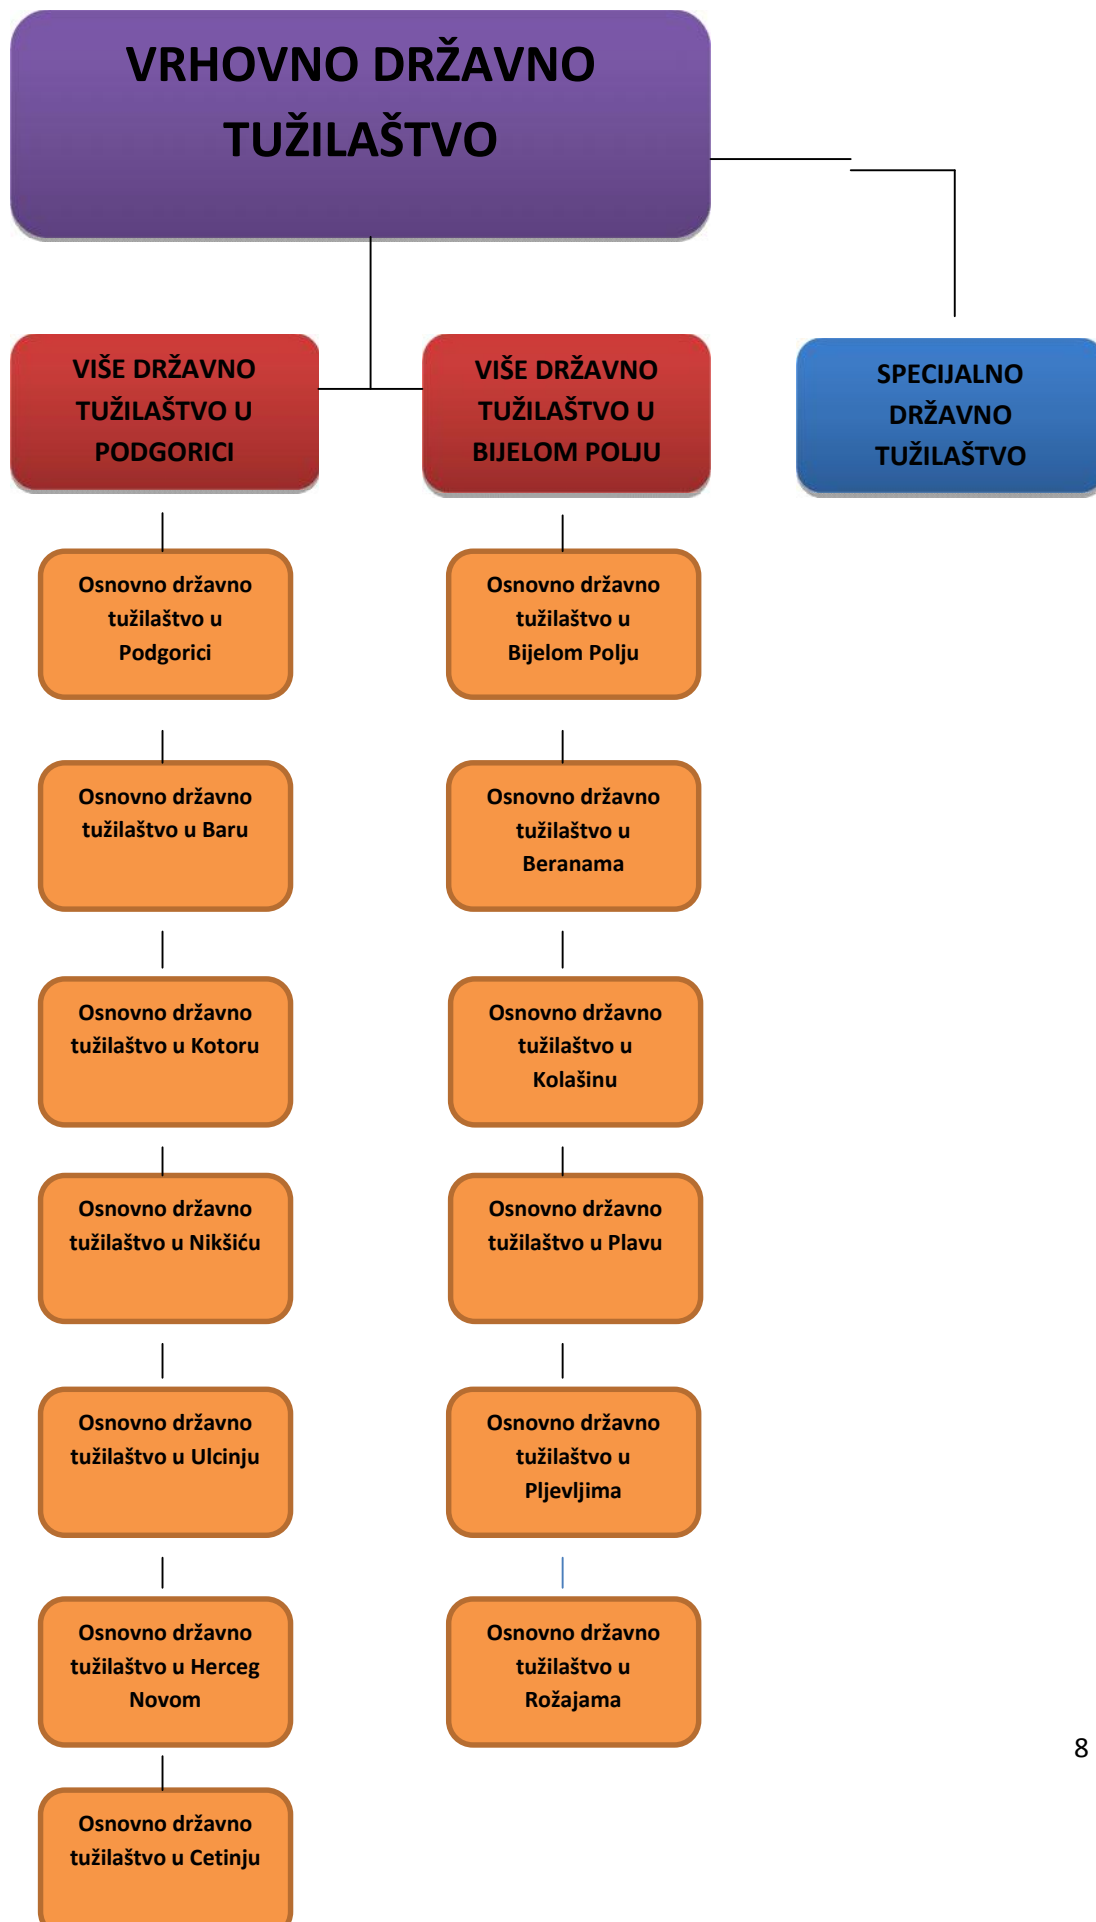 VRHOVNO DRŽAVNO
TUŽILAŠTVO
VIŠE DRŽAVNO
TUŽILAŠTVO U
PODGORICI
VIŠE DRŽAVNO
TUŽILAŠTVO U
BIJELOM POLJU
SPECIJALNO
DRŽAVNO
TUŽILAŠTVO
Osnovno državno
tužilaštvo u
Podgorici
Osnovno državno
tužilaštvo u
Bijelom Polju
Osnovno državno
tužilaštvo u Baru
Osnovno državno
tužilaštvo u
Beranama
Osnovno državno
tužilaštvo u Kotoru
Osnovno državno
tužilaštvo u
Kolašinu
Osnovno državno
tužilaštvo u Nikšiću
Osnovno državno
tužilaštvo u Plavu
Osnovno državno
tužilaštvo u Ulcinju
Osnovno državno
tužilaštvo u
Pljevljima
Osnovno državno
tužilaštvo u Herceg
Novom
Osnovno državno
tužilaštvo u
Rožajama
8
Osnovno državno
tužilaštvo u Cetinju